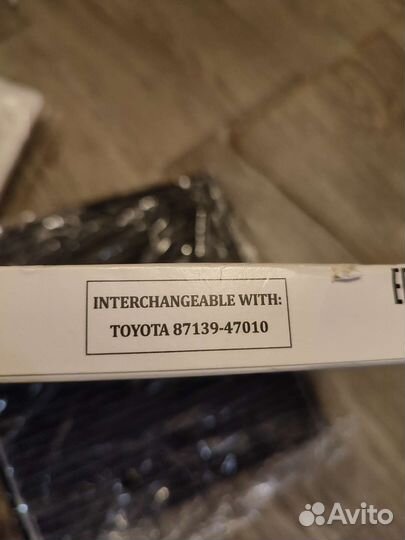 INTERCHANGEABLE WITH:
TOYOTA 87139-47010
Avito